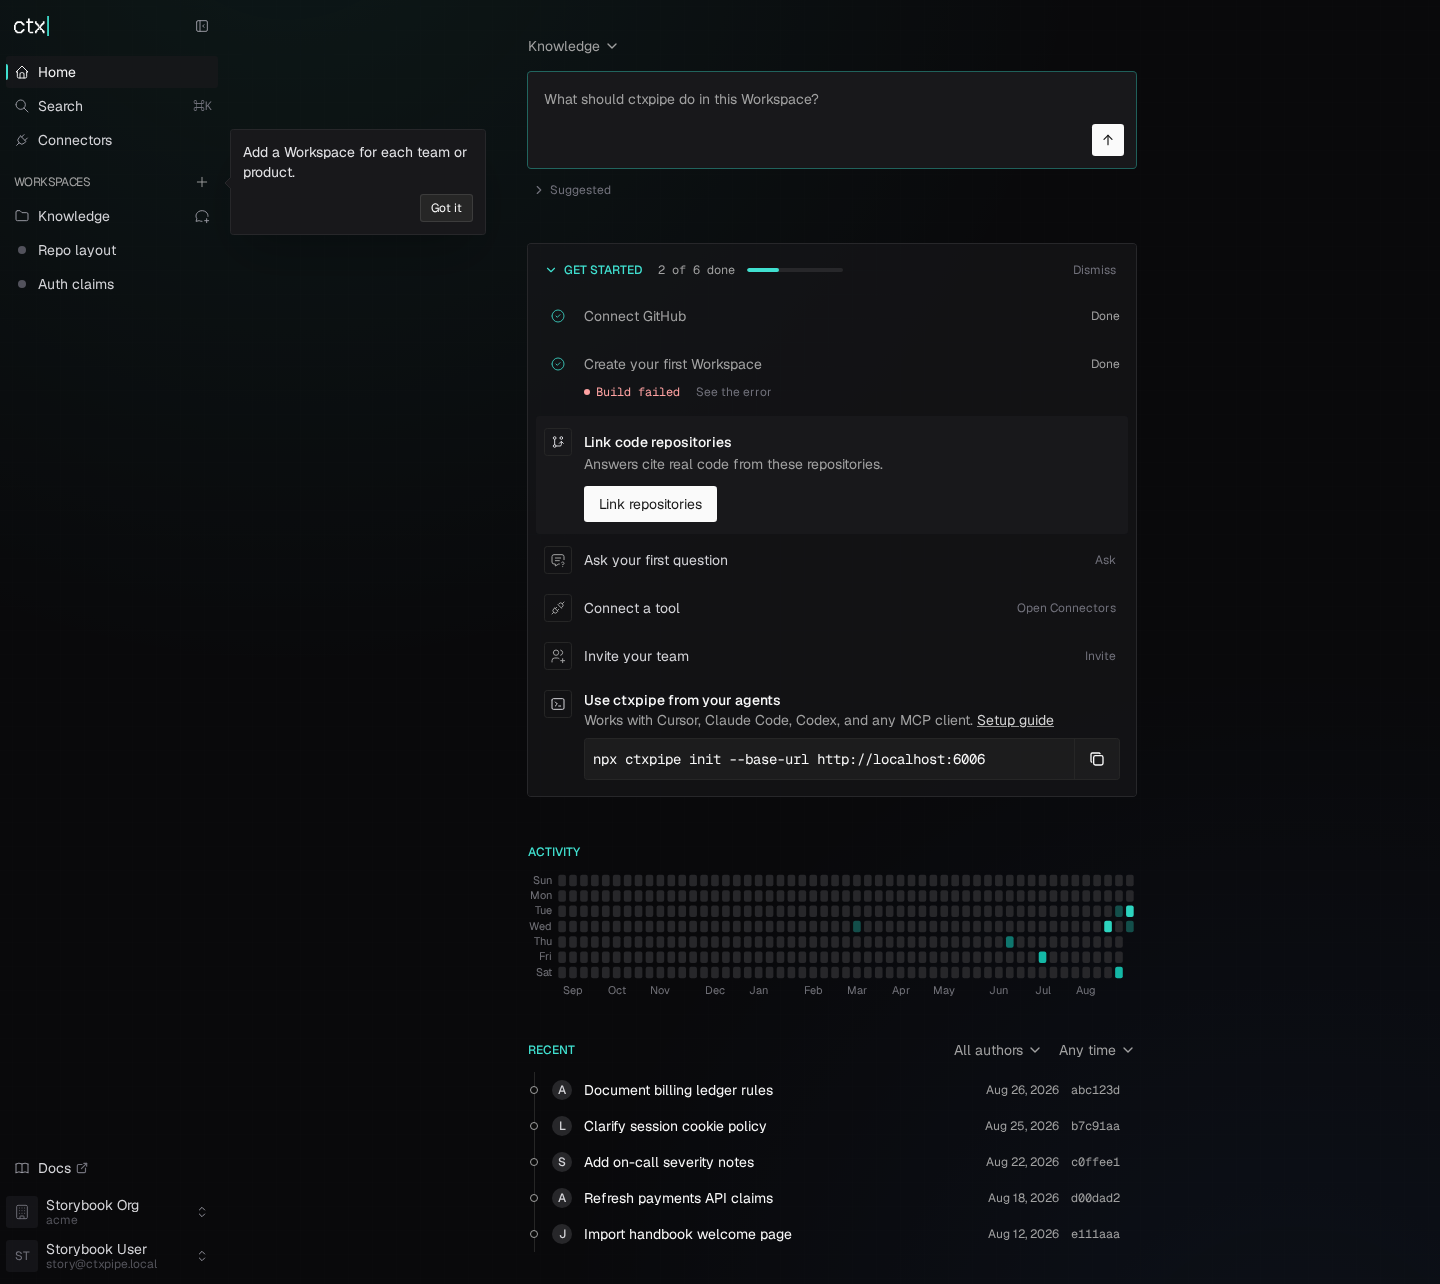 ctx
Home
Search ⌘K
Connectors
WORKSPACES
Knowledge
Repo layout
Auth claims
Add a Workspace for each team or
product.
Got it
Knowledge
What should ctxpipe do in this Workspace?
Suggested
GET STARTED 2 of 6 done Dismiss
Connect GitHub Done
Create your first Workspace Done
Build failed See the error
Link code repositories
Answers cite real code from these repositories.
Link repositories
Ask your first question Ask
Connect a tool Open Connectors
Invite your team Invite
Use ctxpipe from your agents
Works with Cursor, Claude Code, Codex, and any MCP client. Setup guide
npx ctxpipe init --base-url http://localhost:6006
ACTIVITY
Sun
Mon
Tue
Wed
Thu
Fri
Sat
Sep Oct Nov Dec Jan Feb Mar Apr May Jun Jul Aug
RECENT All authors Any time
A Document billing ledger rules Aug 26, 2026 abc123d
L Clarify session cookie policy Aug 25, 2026 b7c91aa
S Add on-call severity notes Aug 22, 2026 c0ffee1
A Refresh payments API claims Aug 18, 2026 d00dad2
J Import handbook welcome page Aug 12, 2026 e111aaa
Docs
Storybook Org
acme
ST Storybook User
story@ctxpipe.local